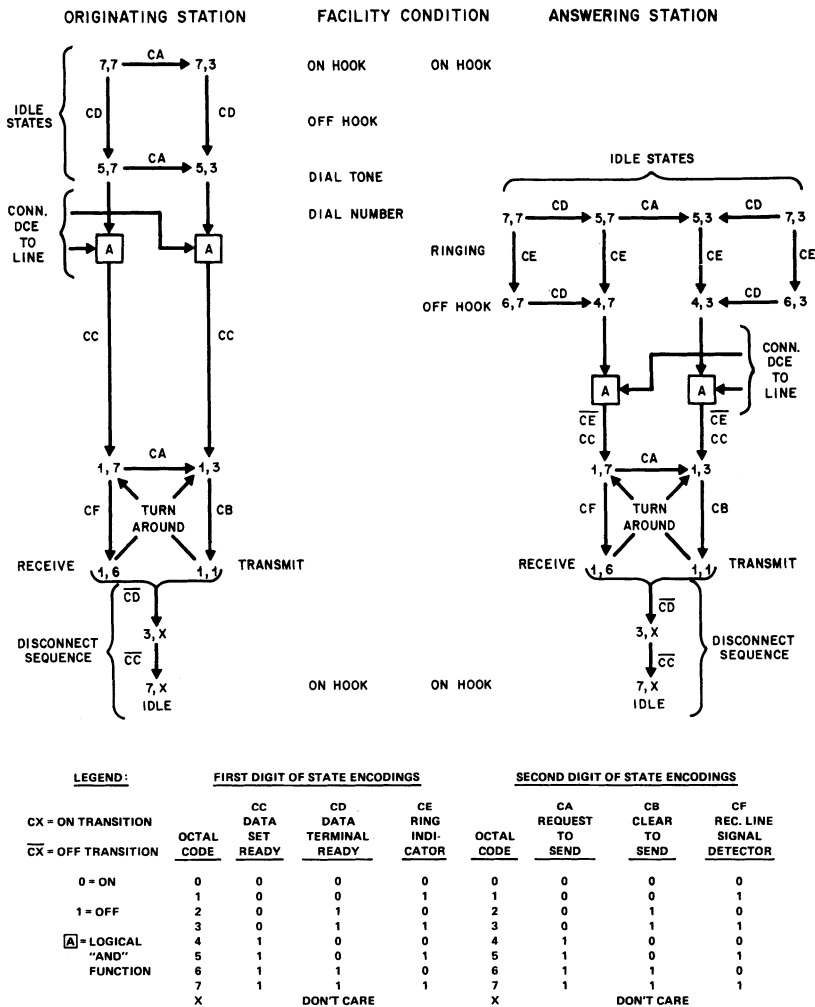 ORIGINATING STATION FACILITY CONDITION ANSWERING STATION
7,7 CA 7,3 ON HOOK ON HOOK
IDLE STATES CD CD OFF HOOK
5,7 CA 5,3 DIAL TONE IDLE STATES
CONN. DCE TO LINE DIAL NUMBER 7,7 CD 5,7 CA 5,3 CD 7,3
A A RINGING CE CE CE CE
OFF HOOK 6,7 CD 4,7 4,3 CD 6,3
CC CC CONN. DCE TO LINE
A A
C̅E̅ C̅E̅
CC CC
1,7 CA 1,3 1,7 CA 1,3
CF TURN AROUND CB CF TURN AROUND CB
RECEIVE 1,6 1,1 TRANSMIT RECEIVE 1,6 1,1 TRANSMIT
C̅D̅ C̅D̅
DISCONNECT SEQUENCE 3,X 3,X DISCONNECT SEQUENCE
C̅C̅ C̅C̅
7,X ON HOOK ON HOOK 7,X
IDLE IDLE
LEGEND: FIRST DIGIT OF STATE ENCODINGS SECOND DIGIT OF STATE ENCODINGS
CC CD CE CA CB CF
CX = ON TRANSITION DATA DATA RING REQUEST CLEAR REC. LINE
OCTAL SET TERMINAL INDI- OCTAL TO TO SIGNAL
C̅X̅ = OFF TRANSITION CODE READY READY CATOR CODE SEND SEND DETECTOR
0 = ON 0 0 0 0 0 0 0 0
1 0 0 1 1 0 0 1
1 = OFF 2 0 1 0 2 0 1 0
3 0 1 1 3 0 1 1
A = LOGICAL 4 1 0 0 4 1 0 0
"AND" 5 1 0 1 5 1 0 1
FUNCTION 6 1 1 0 6 1 1 0
7 1 1 1 7 1 1 1
X DON'T CARE X DON'T CARE